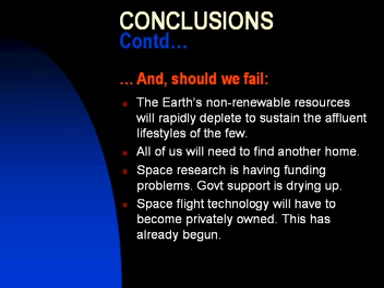 CONCLUSIONS
Contd…
… And, should we fail:
The Earth's non-renewable resources
will rapidly deplete to sustain the affluent
lifestyles of the few.
All of us will need to find another home.
Space research is having funding
problems. Govt support is drying up.
Space flight technology will have to
become privately owned. This has
already begun.